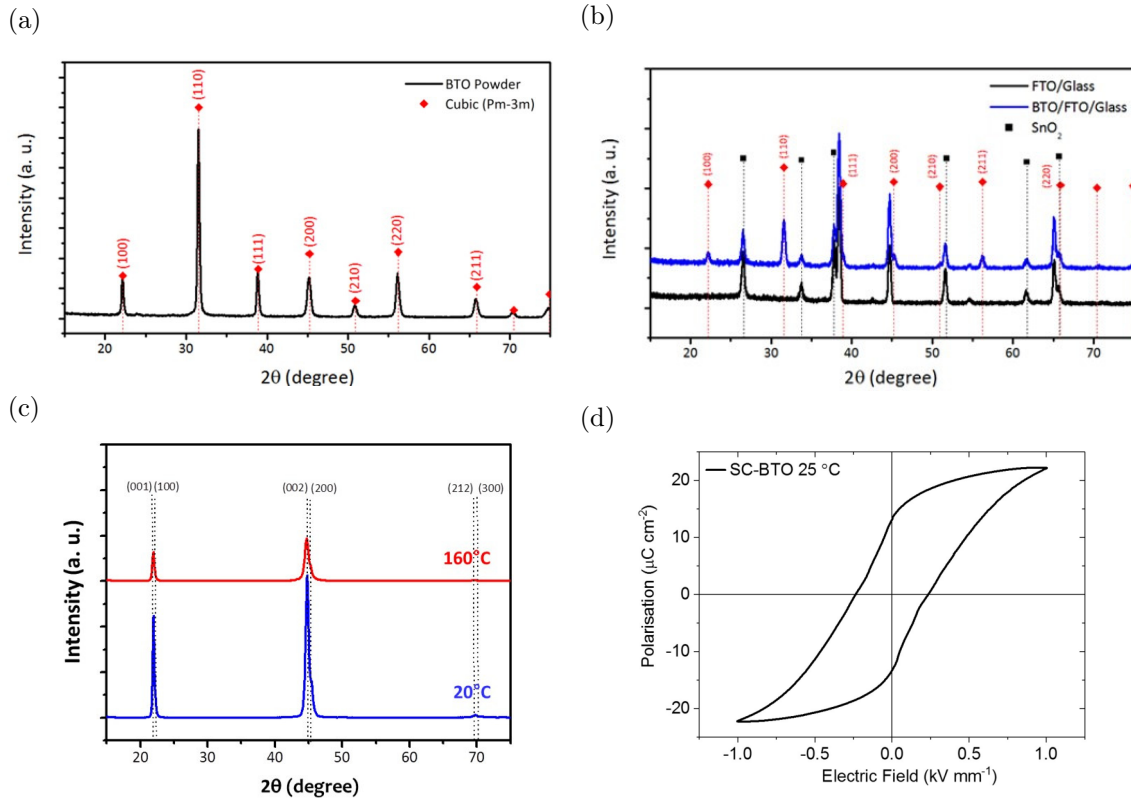 (a)
Intensity (a. u.)
BTO Powder
Cubic (Pm-3m)
(100)
(110)
(111)
(200)
(210)
(220)
(211)
20
30
40
50
60
70
2θ (degree)
(b)
Intensity (a. u.)
FTO/Glass
BTO/FTO/Glass
SnO2
(100)
(110)
(111)
(200)
(210)
(211)
(220)
20
30
40
50
60
70
2θ (degree)
(c)
Intensity (a. u.)
(001) (100)
(002) (200)
(212) (300)
160°C
20°C
20
30
40
50
60
70
2θ (degree)
(d)
Polarisation (μC cm-2)
SC-BTO 25 °C
20
10
0
-10
-20
-1.0
-0.5
0.0
0.5
1.0
Electric Field (kV mm-1)